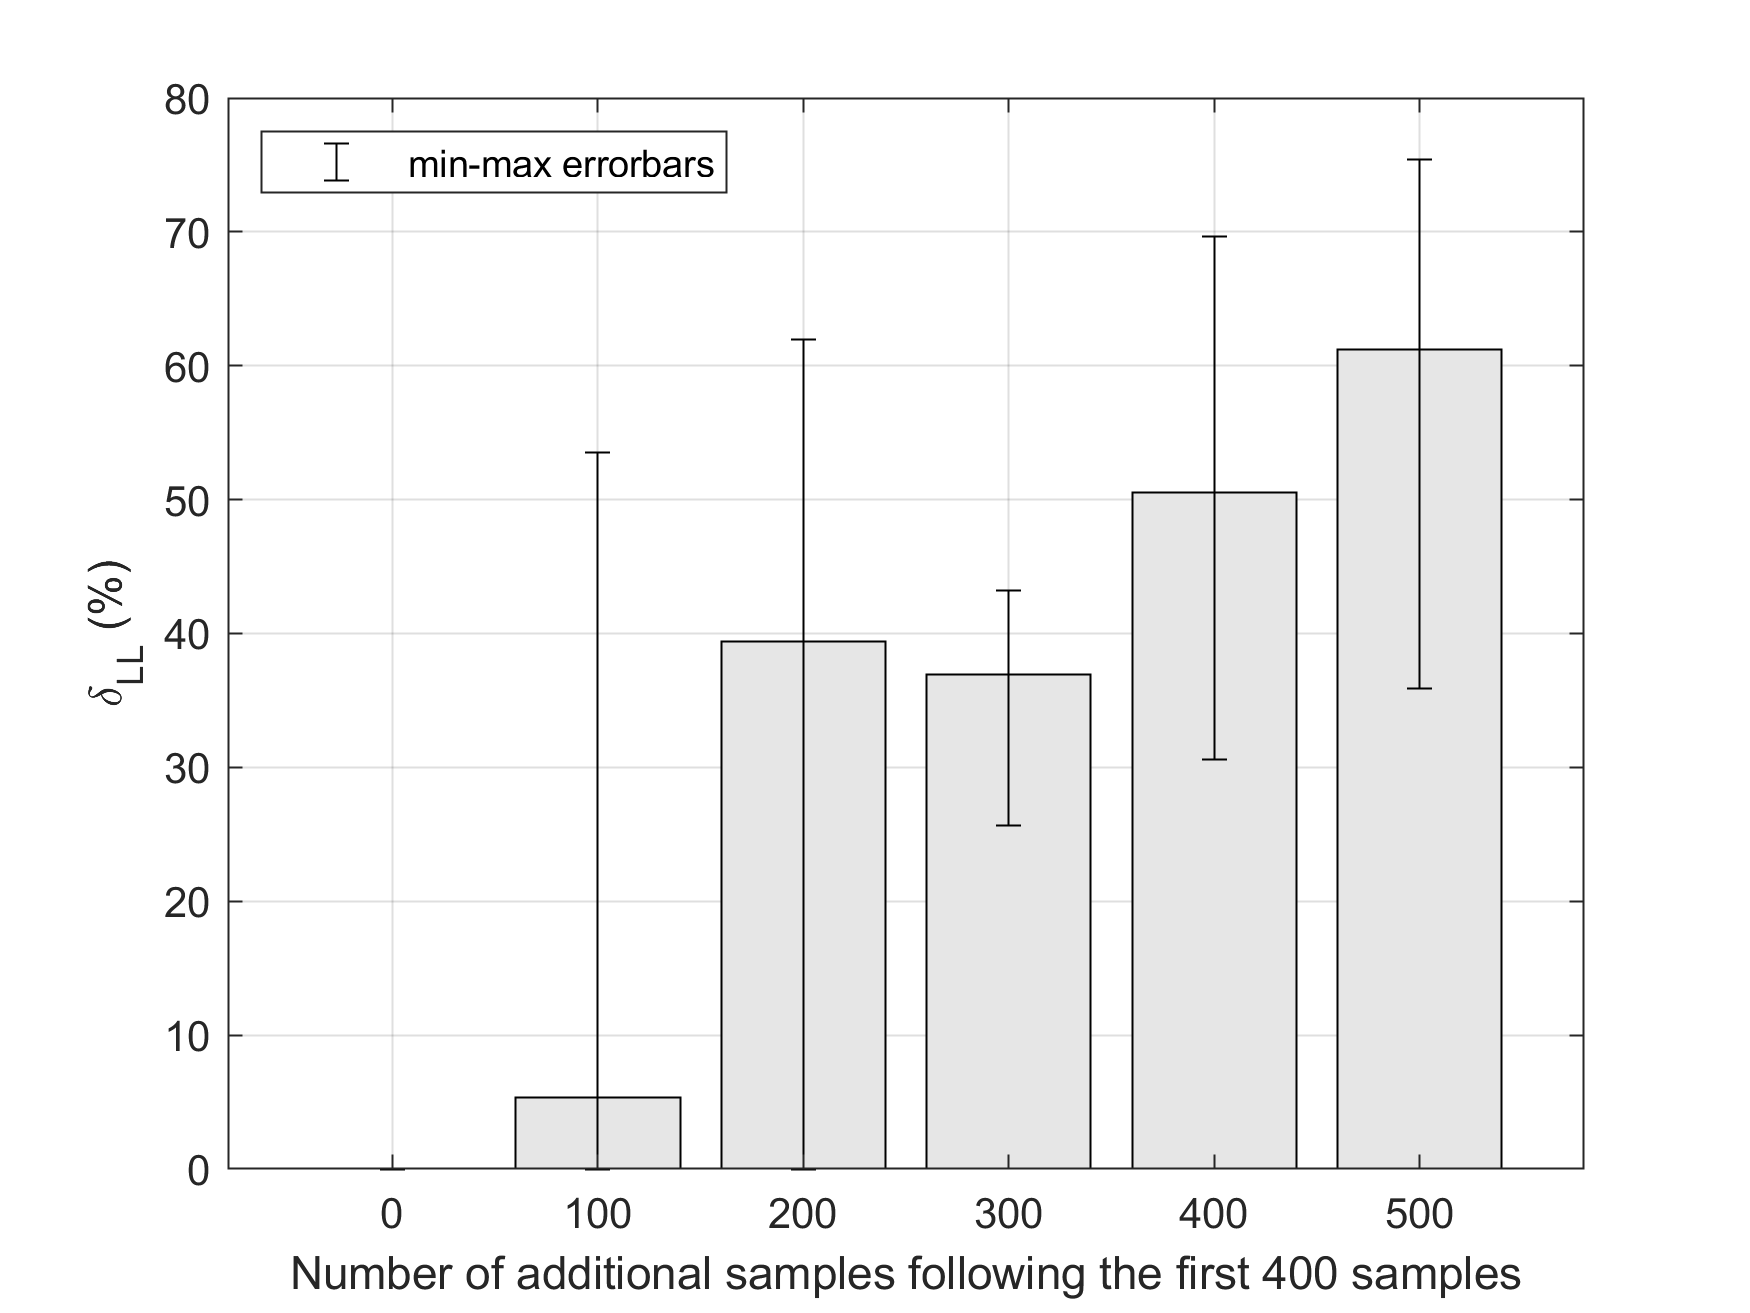 80
min-max errorbars
70
60
50
40
30
20
10
0
δLL (%)
0 100 200 300 400 500
Number of additional samples following the first 400 samples